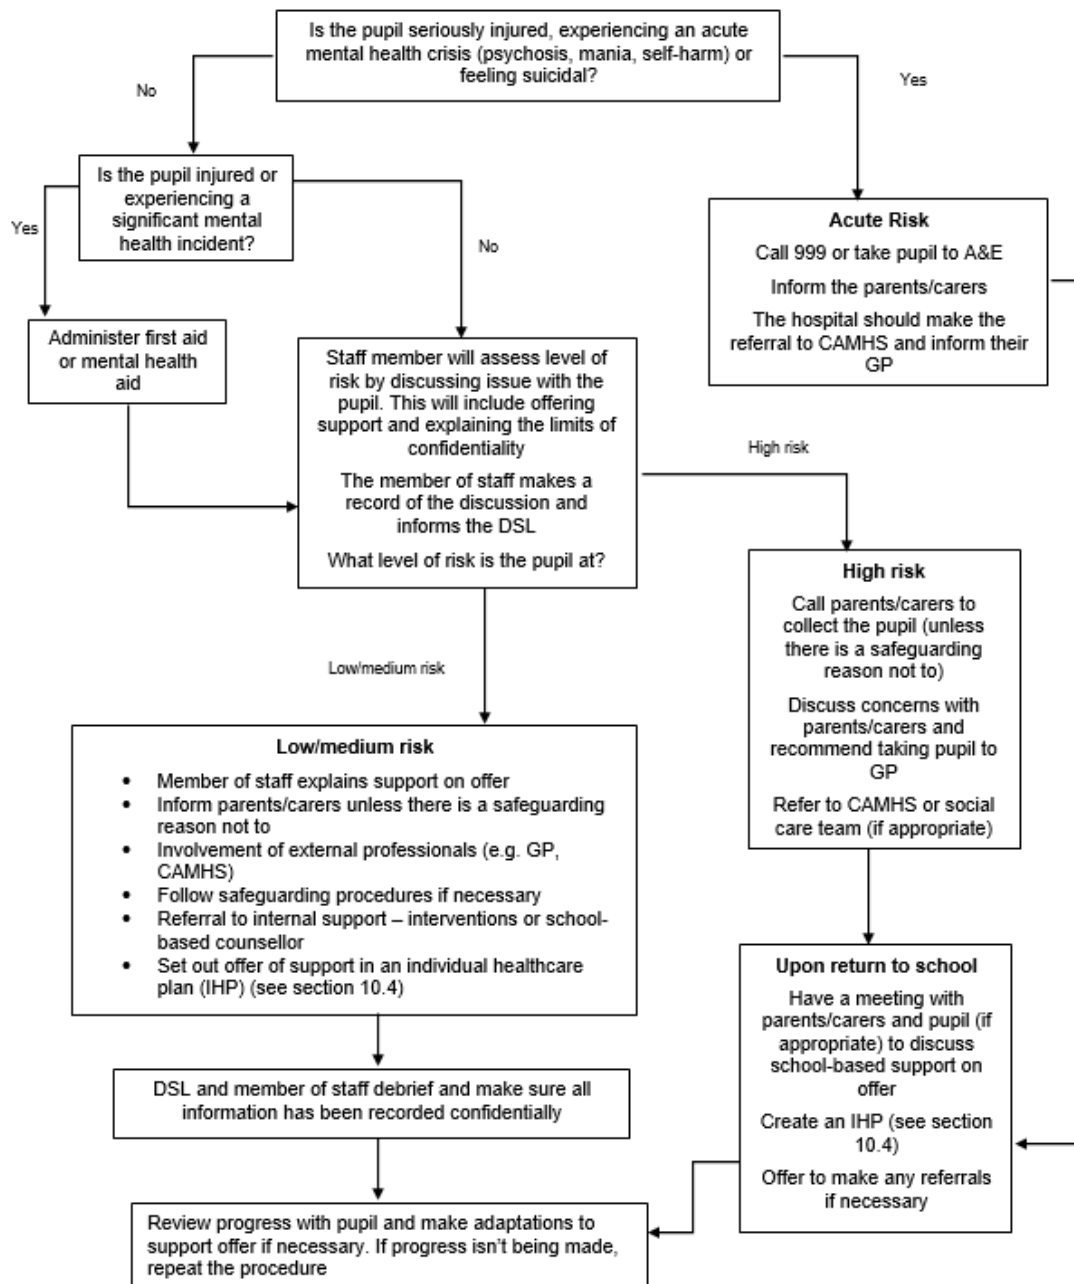 Is the pupil seriously injured, experiencing an acute
mental health crisis (psychosis, mania, self-harm) or
feeling suicidal?
No
Yes
Is the pupil injured or
experiencing a
significant mental
health incident?
Yes
No
Acute Risk
Call 999 or take pupil to A&E
Inform the parents/carers
The hospital should make the
referral to CAMHS and inform their
GP
Administer first aid
or mental health
aid
Staff member will assess level of
risk by discussing issue with the
pupil. This will include offering
support and explaining the limits of
confidentiality
The member of staff makes a
record of the discussion and
informs the DSL
What level of risk is the pupil at?
High risk
High risk
Call parents/carers to
collect the pupil (unless
there is a safeguarding
reason not to)
Discuss concerns with
parents/carers and
recommend taking pupil to
GP
Refer to CAMHS or social
care team (if appropriate)
Low/medium risk
Low/medium risk
• Member of staff explains support on offer
• Inform parents/carers unless there is a safeguarding
reason not to
• Involvement of external professionals (e.g. GP,
CAMHS)
• Follow safeguarding procedures if necessary
• Referral to internal support – interventions or school-
based counsellor
• Set out offer of support in an individual healthcare
plan (IHP) (see section 10.4)
Upon return to school
Have a meeting with
parents/carers and pupil (if
appropriate) to discuss
school-based support on
offer
Create an IHP (see section
10.4)
Offer to make any referrals
if necessary
DSL and member of staff debrief and make sure all
information has been recorded confidentially
Review progress with pupil and make adaptations to
support offer if necessary. If progress isn't being made,
repeat the procedure